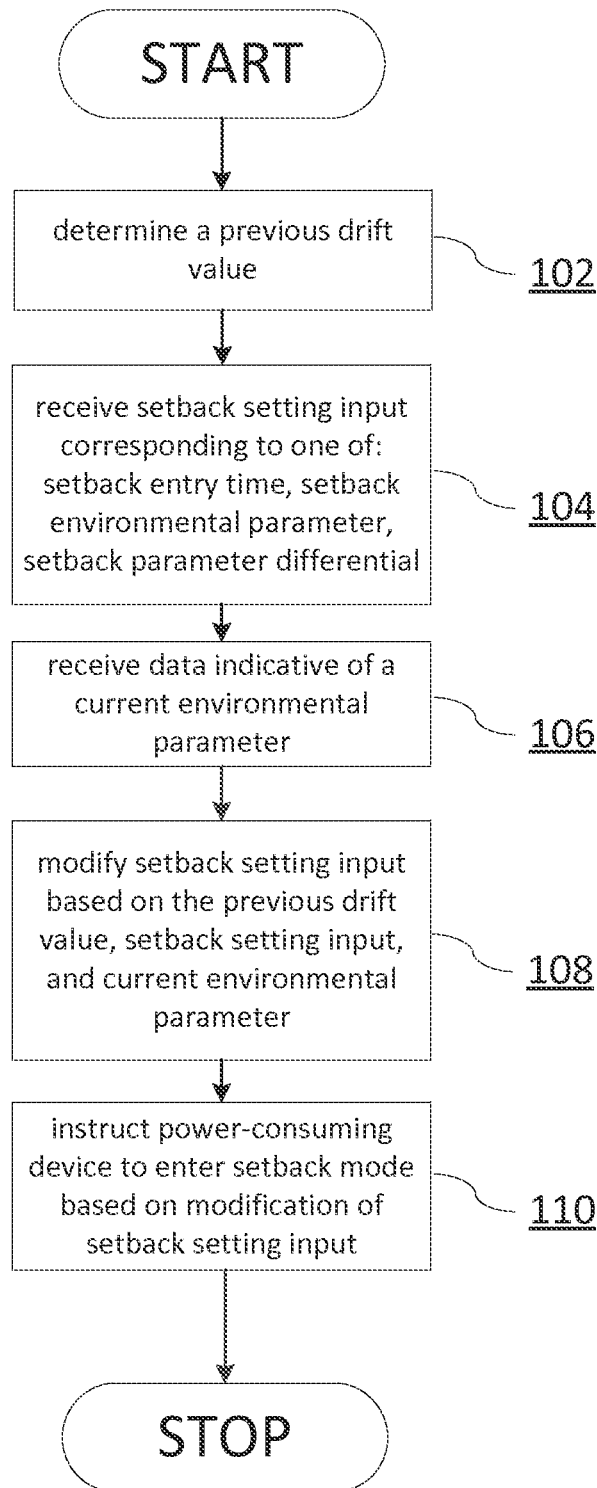 START
determine a previous drift
value
102
receive setback setting input
corresponding to one of:
setback entry time, setback
environmental parameter,
setback parameter differential
104
receive data indicative of a
current environmental
parameter
106
modify setback setting input
based on the previous drift
value, setback setting input,
and current environmental
parameter
108
instruct power-consuming
device to enter setback mode
based on modification of
setback setting input
110
STOP